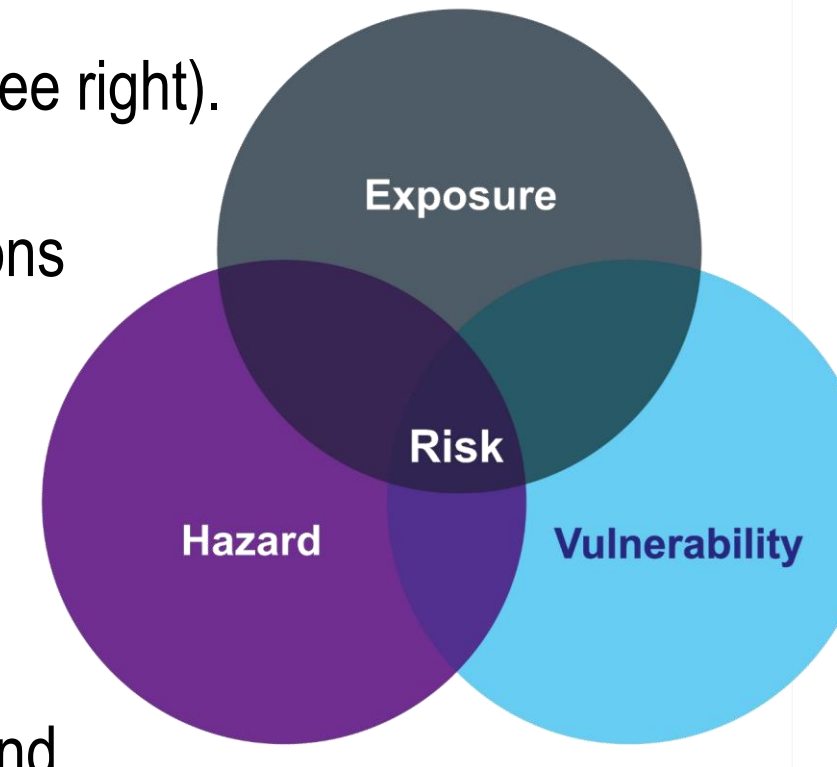 ee right).
Exposure
ons
Risk
Hazard
Vulnerability
nd